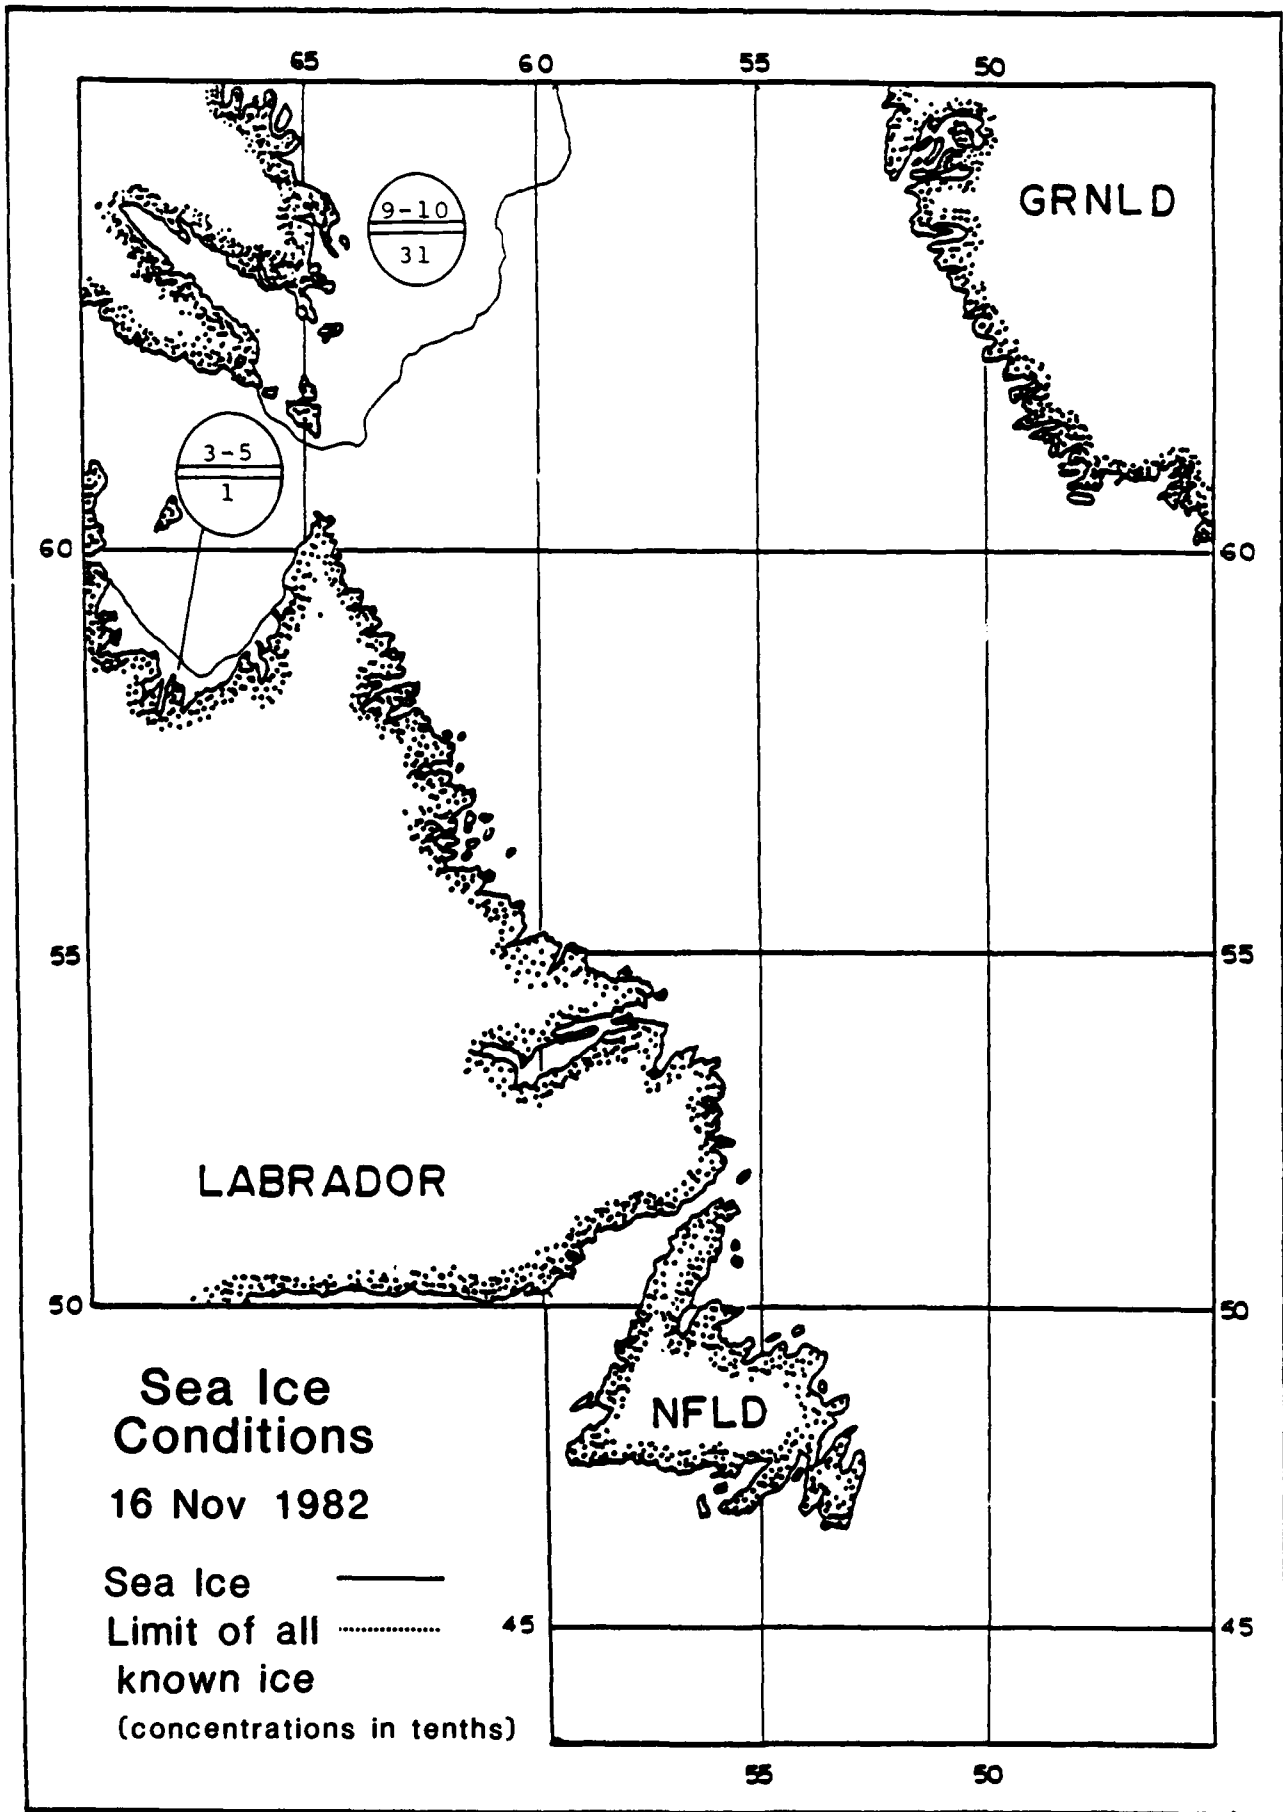 65 60 55 50
GRNLD
9-10
31
3-5
1
60 60
55 55
LABRADOR
50 50
Sea Ice
Conditions
NFLD
16 Nov 1982
Sea Ice
Limit of all 45 45
known ice
(concentrations in tenths)
55 50